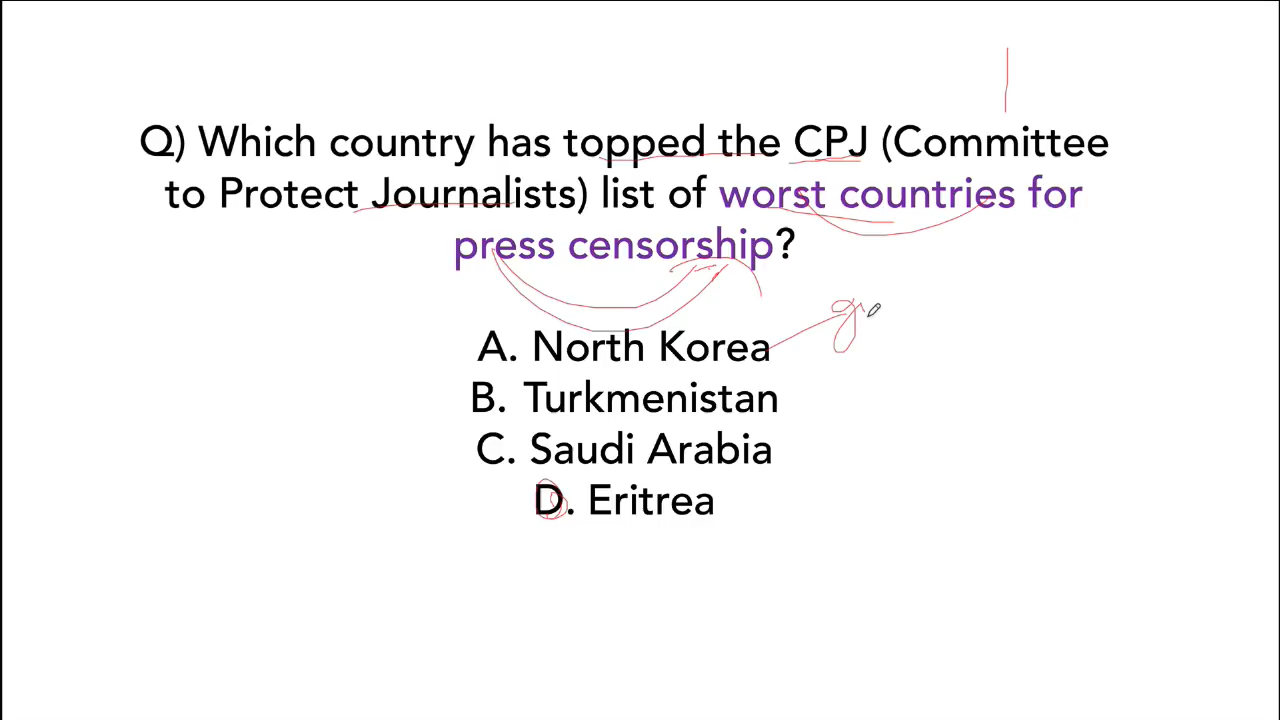 Q) Which country has topped the CPJ (Committee
to Protect Journalists) list of worst countries for
press censorship?
A. North Korea
B. Turkmenistan
C. Saudi Arabia
D. Eritrea